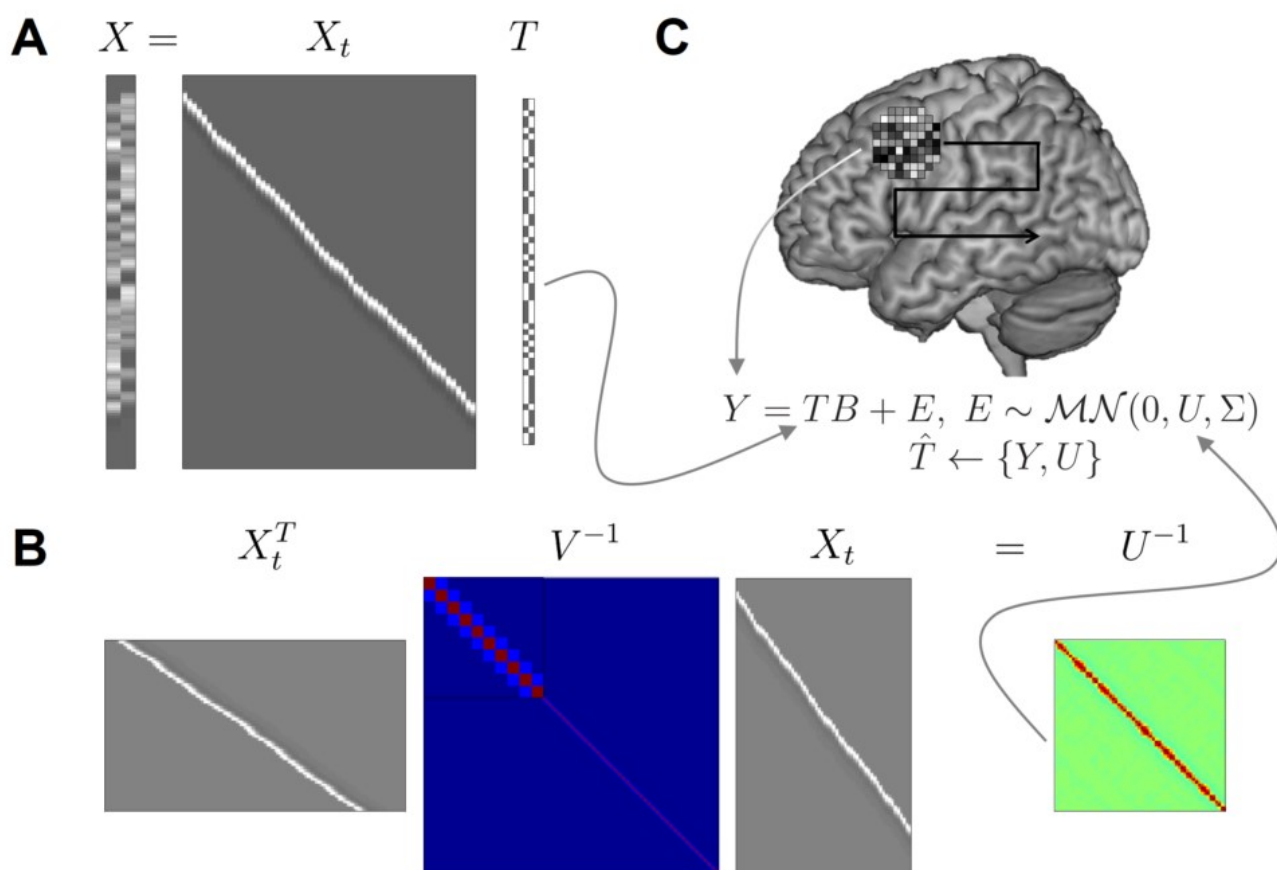 A X = X_t T
C
Y = TB + E, E ∼ 𝓜𝓝(0, U, Σ)
T̂ ← {Y, U}
B X_t^T V^{-1} X_t = U^{-1}